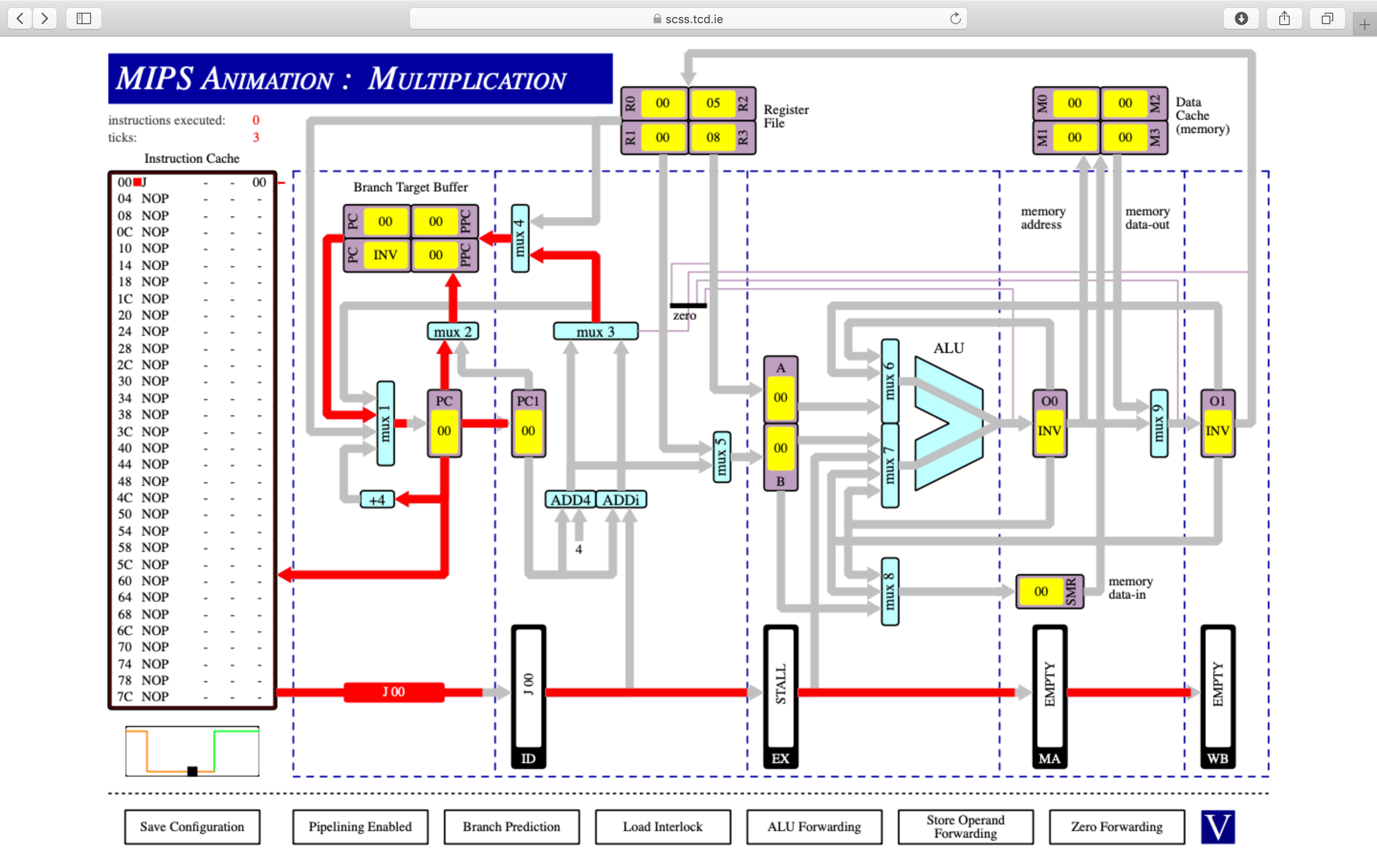 scss.tcd.ie
MIPS ANIMATION : MULTIPLICATION
instructions executed: 0
ticks: 3
Instruction Cache
00 J - - 00
04 NOP - - -
08 NOP - - -
0C NOP - - -
10 NOP - - -
14 NOP - - -
18 NOP - - -
1C NOP - - -
20 NOP - - -
24 NOP - - -
28 NOP - - -
2C NOP - - -
30 NOP - - -
34 NOP - - -
38 NOP - - -
3C NOP - - -
40 NOP - - -
44 NOP - - -
48 NOP - - -
4C NOP - - -
50 NOP - - -
54 NOP - - -
58 NOP - - -
5C NOP - - -
60 NOP - - -
64 NOP - - -
68 NOP - - -
6C NOP - - -
70 NOP - - -
74 NOP - - -
78 NOP - - -
7C NOP - - -
R0 00 05 R2
R1 00 08 R3
Register
File
M0 00 00 M2
M1 00 00 M3
Data
Cache
(memory)
Branch Target Buffer
PC 00 00 PPC
PC INV 00 PPC
mux 4
memory
address
memory
data-out
mux 2
mux 3
zero
mux 1
PC
00
PC1
00
+4
ADD4
ADDi
4
mux 5
A
00
00
B
mux 6
mux 7
ALU
O0
INV
mux 9
O1
INV
mux 8
00 SMR
memory
data-in
J 00
J 00
ID
STALL
EX
EMPTY
MA
EMPTY
WB
Save Configuration
Pipelining Enabled
Branch Prediction
Load Interlock
ALU Forwarding
Store Operand
Forwarding
Zero Forwarding
V